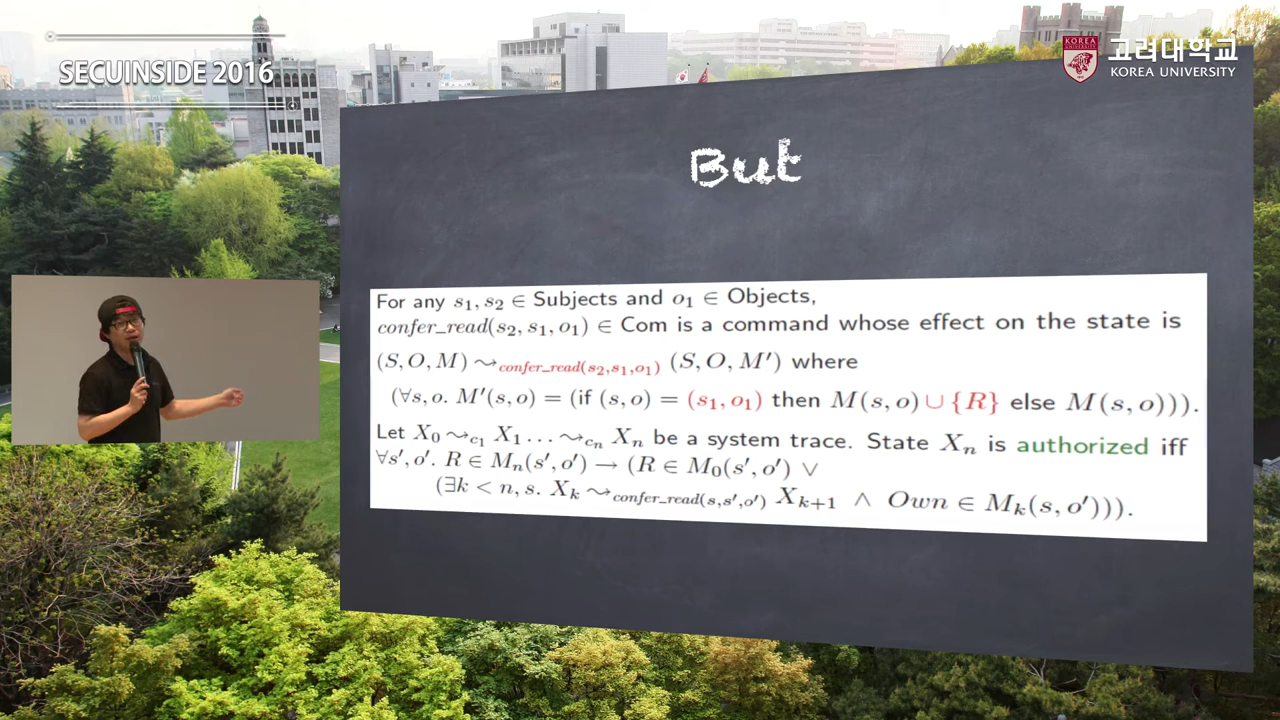 SECUINSIDE 2016
KOREA UNIVERSITY
고려대학교
KOREA UNIVERSITY
But
For any s₁, s₂ ∈ Subjects and o₁ ∈ Objects,
confer_read(s₂, s₁, o₁) ∈ Com is a command whose effect on the state is
(S, O, M) ⤳confer_read(s₂,s₁,o₁) (S, O, M′) where
(∀s, o. M′(s, o) = (if (s, o) = (s₁, o₁) then M(s, o) ∪ {R} else M(s, o))).
Let X₀ ⤳c₁ X₁ … ⤳cₙ Xₙ be a system trace. State Xₙ is authorized iff
∀s′, o′. R ∈ Mₙ(s′, o′) → (R ∈ M₀(s′, o′) ∨
(∃k < n, s. Xₖ ⤳confer_read(s,s′,o′) Xₖ₊₁ ∧ Own ∈ Mₖ(s, o′))).